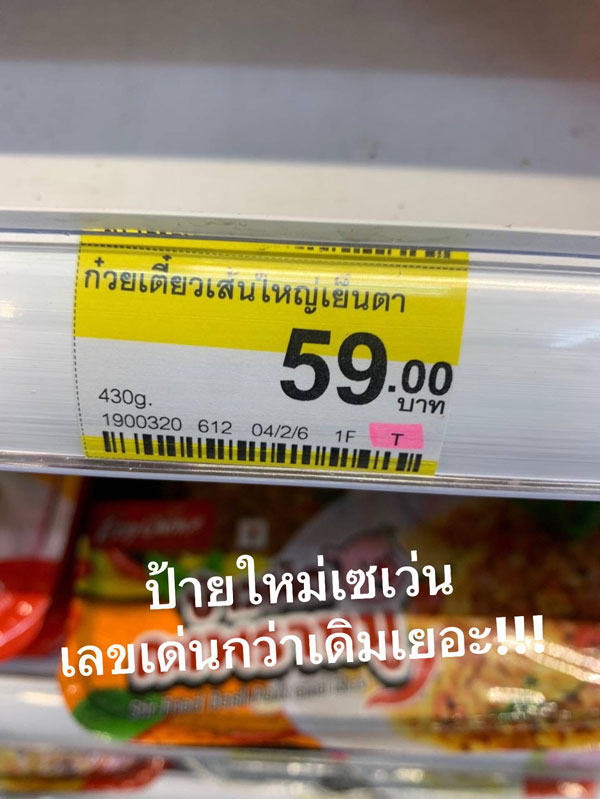 ก๋วยเตี๋ยวเส้นใหญ่เย็นตา
59.00
บาท
430g.
1900320 612 04/2/6 1F T
ป้ายใหม่เซเว่น
เลขเด่นกว่าเดิมเยอะ!!!